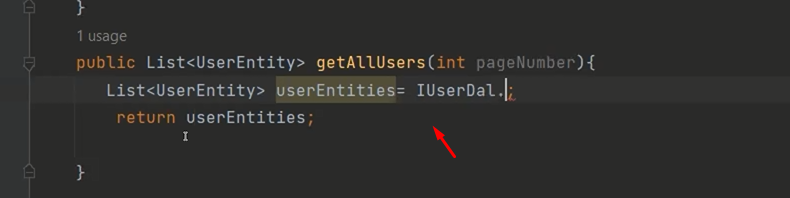 }
1 usage
public List<UserEntity> getAllUsers(int pageNumber){
List<UserEntity> userEntities= IUserDal.;
return userEntities;
}